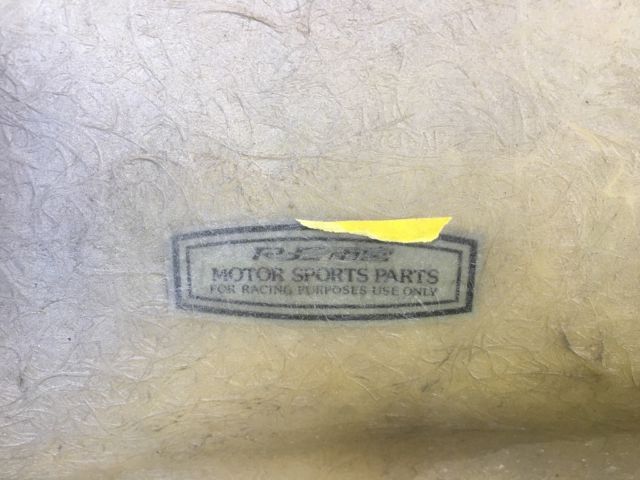 MOTOR SPORTS PARTS
FOR RACING PURPOSES USE ONLY